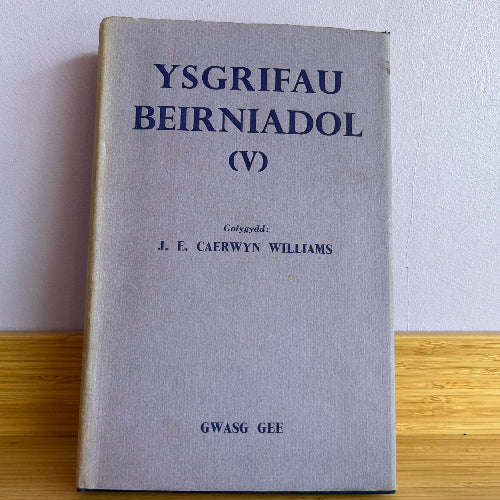 YSGRIFAU
BEIRNIADOL
(V)
Golygydd:
J. E. CAERWYN WILLIAMS
GWASG GEE